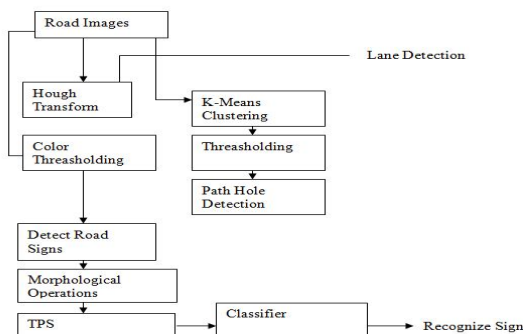 Road Images
Lane Detection
Hough
Transform
K-Means
Clustering
Color
Threasholding
Threasholding
Path Hole
Detection
Detect Road
Signs
Morphological
Operations
TPS
Classifier
Recognize Sign